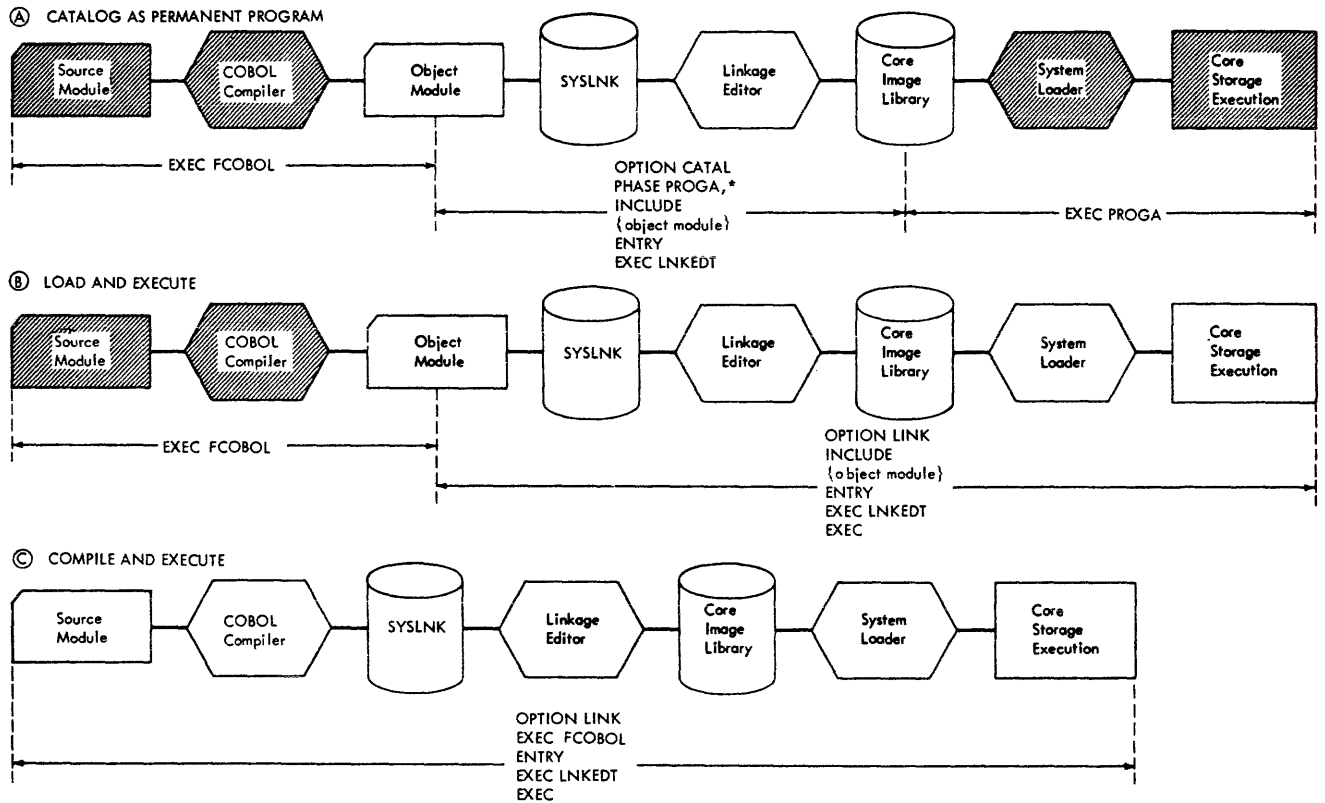 Ⓐ CATALOG AS PERMANENT PROGRAM
Source
Module
COBOL
Compiler
Object
Module
SYSLNK
Linkage
Editor
Core
Image
Library
System
Loader
Core
Storage
Execution
EXEC FCOBOL
OPTION CATAL
PHASE PROGA,*
INCLUDE
{object module}
ENTRY
EXEC LNKEDT
EXEC PROGA
Ⓑ LOAD AND EXECUTE
Source
Module
COBOL
Compiler
Object
Module
SYSLNK
Linkage
Editor
Core
Image
Library
System
Loader
Core
Storage
Execution
EXEC FCOBOL
OPTION LINK
INCLUDE
{object module}
ENTRY
EXEC LNKEDT
EXEC
Ⓒ COMPILE AND EXECUTE
Source
Module
COBOL
Compiler
SYSLNK
Linkage
Editor
Core
Image
Library
System
Loader
Core
Storage
Execution
OPTION LINK
EXEC FCOBOL
ENTRY
EXEC LNKEDT
EXEC